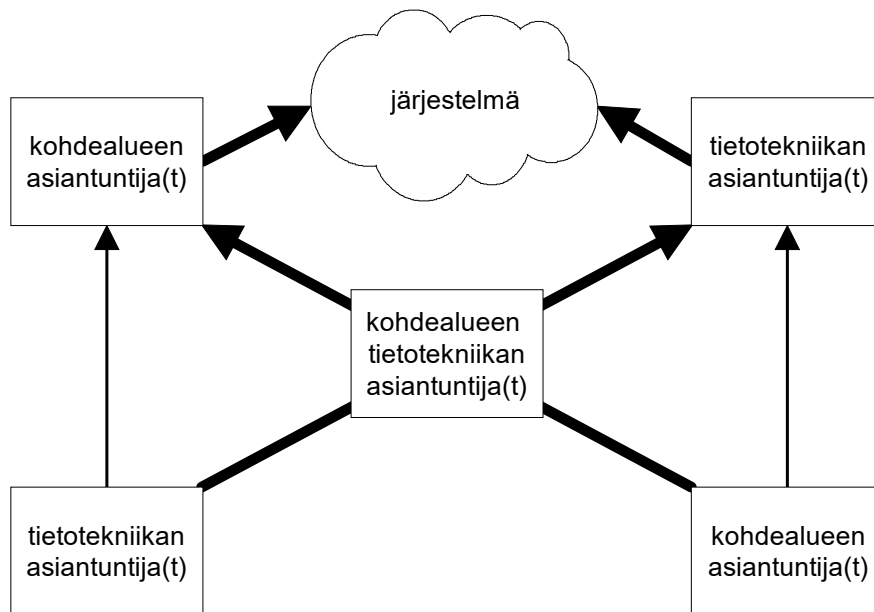 järjestelmä
kohdealueen
asiantuntija(t)
tietotekniikan
asiantuntija(t)
kohdealueen
tietotekniikan
asiantuntija(t)
tietotekniikan
asiantuntija(t)
kohdealueen
asiantuntija(t)